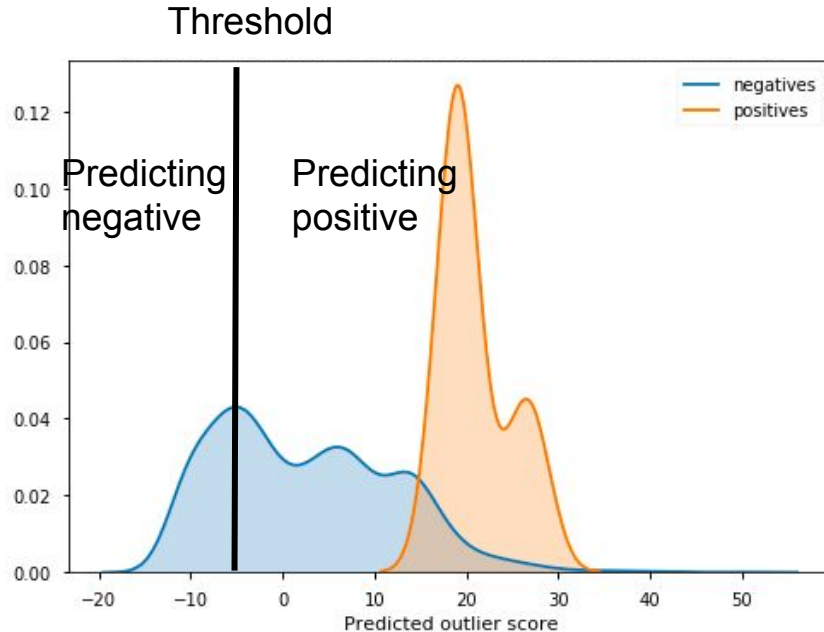 Threshold
negatives
positives
Predicting
negative
Predicting
positive
0.12
0.10
0.08
0.06
0.04
0.02
0.00
−20
−10
0
10
20
30
40
50
Predicted outlier score